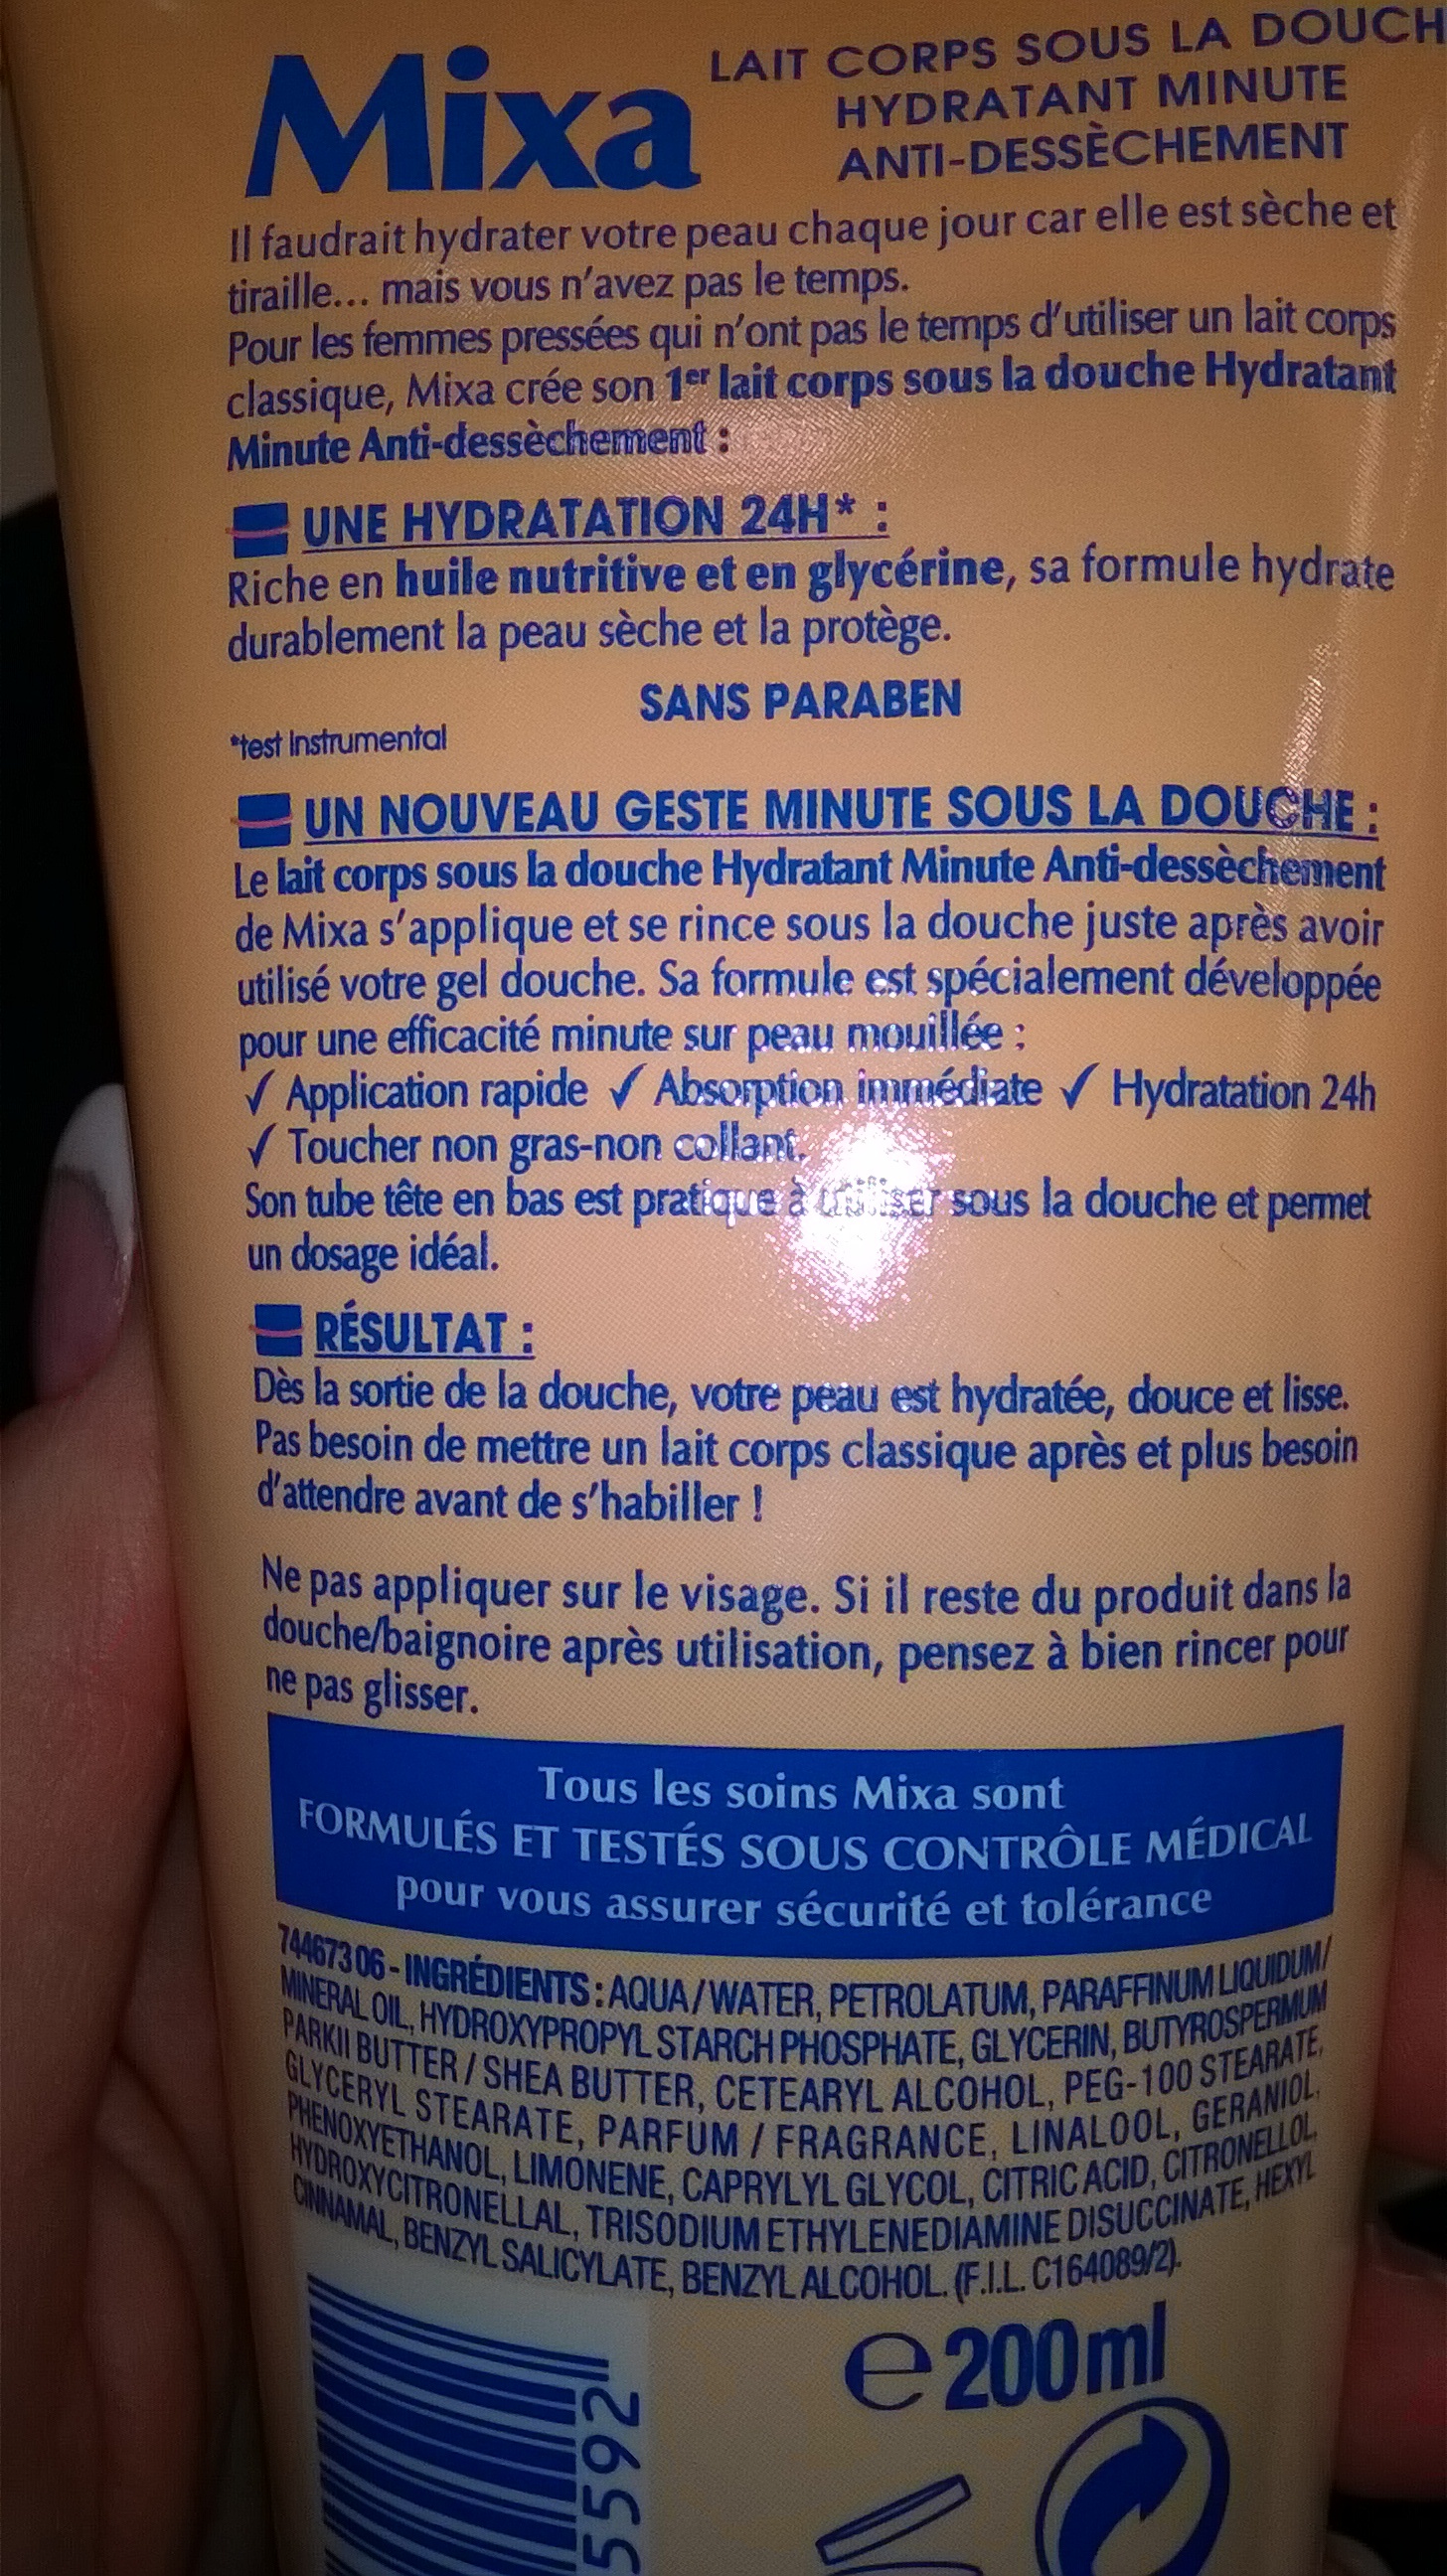 Mixa
LAIT CORPS SOUS LA DOUCH
HYDRATANT MINUTE
ANTI-DESSÈCHEMENT
Il faudrait hydrater votre peau chaque jour car elle est sèche et
tiraille... mais vous n'avez pas le temps.
Pour les femmes pressées qui n'ont pas le temps d'utiliser un lait corps
classique, Mixa crée son 1er lait corps sous la douche Hydratant
Minute Anti-dessèchement :
UNE HYDRATATION 24H* :
Riche en huile nutritive et en glycérine, sa formule hydrate
durablement la peau sèche et la protège.
SANS PARABEN
*test instrumental
UN NOUVEAU GESTE MINUTE SOUS LA DOUCHE :
Le lait corps sous la douche Hydratant Minute Anti-dessèchement
de Mixa s'applique et se rince sous la douche juste après avoir
utilisé votre gel douche. Sa formule est spécialement développée
pour une efficacité minute sur peau mouillée :
✓ Application rapide ✓ Absorption immédiate ✓ Hydratation 24h
✓ Toucher non gras-non collant.
Son tube tête en bas est pratique à utiliser sous la douche et permet
un dosage idéal.
RÉSULTAT :
Dès la sortie de la douche, votre peau est hydratée, douce et lisse.
Pas besoin de mettre un lait corps classique après et plus besoin
d'attendre avant de s'habiller !
Ne pas appliquer sur le visage. Si il reste du produit dans la
douche/baignoire après utilisation, pensez à bien rincer pour
ne pas glisser.
Tous les soins Mixa sont
FORMULÉS ET TESTÉS SOUS CONTRÔLE MÉDICAL
pour vous assurer sécurité et tolérance
74467306 - INGRÉDIENTS : AQUA / WATER, PETROLATUM, PARAFFINUM LIQUIDUM /
MINERAL OIL, HYDROXYPROPYL STARCH PHOSPHATE, GLYCERIN, BUTYROSPERMUM
PARKII BUTTER / SHEA BUTTER, CETEARYL ALCOHOL, PEG-100 STEARATE,
GLYCERYL STEARATE, PARFUM / FRAGRANCE, LINALOOL, GERANIOL,
PHENOXYETHANOL, LIMONENE, CAPRYLYL GLYCOL, CITRIC ACID, CITRONELLOL,
HYDROXYCITRONELLAL, TRISODIUM ETHYLENEDIAMINE DISUCCINATE, HEXYL
CINNAMAL, BENZYL SALICYLATE, BENZYL ALCOHOL. (F.I.L. C164089/2).
e 200ml
5592